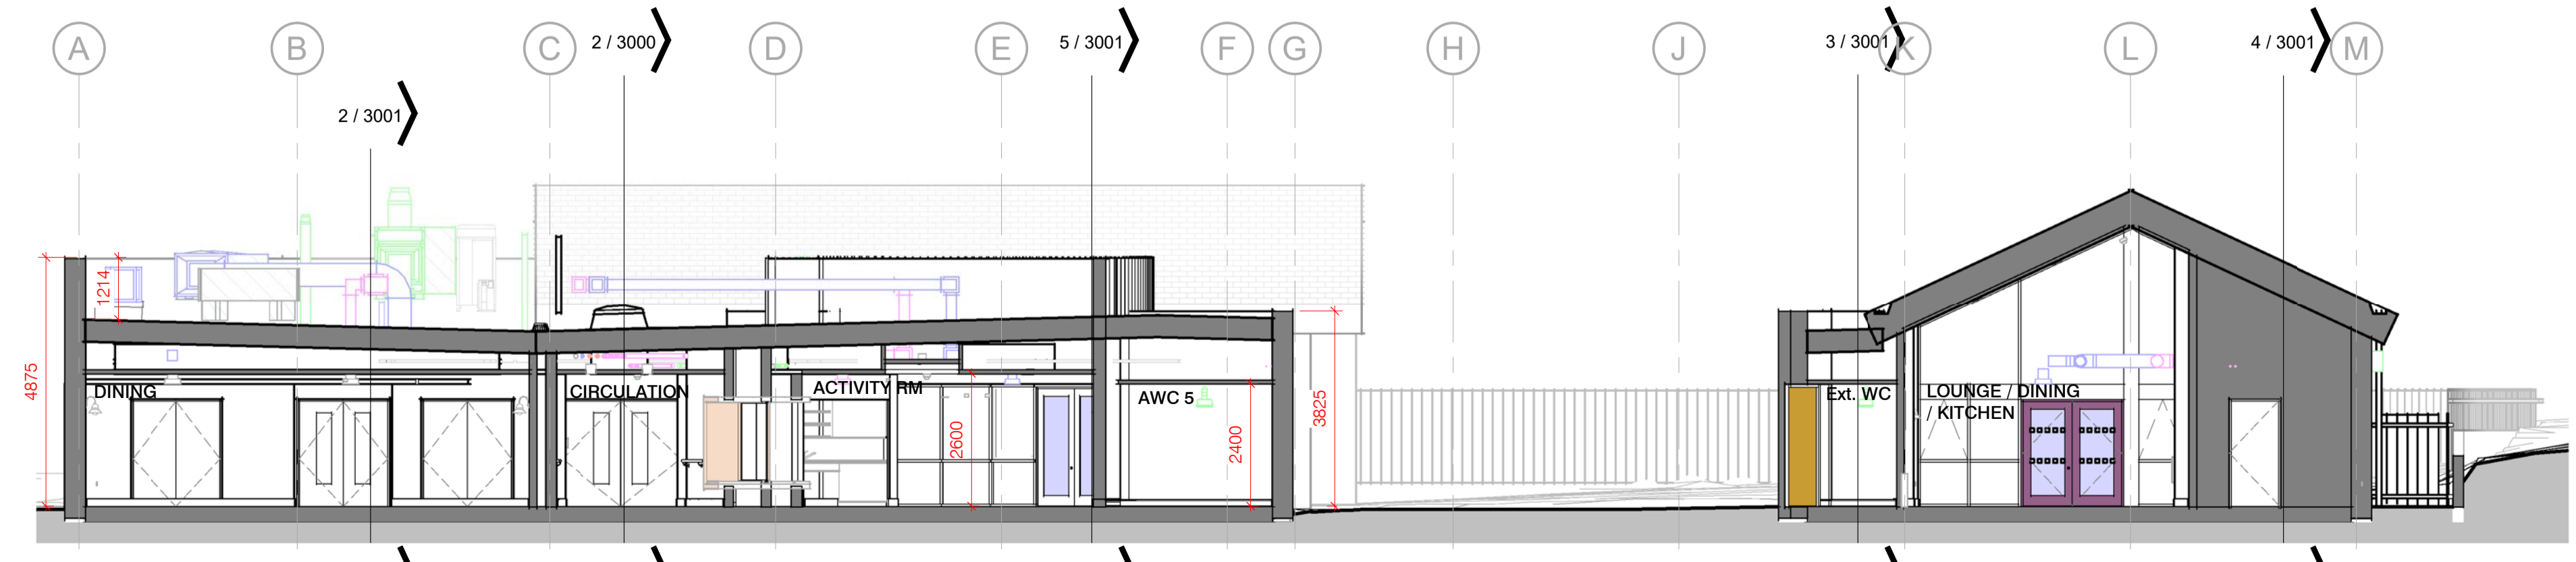 A
B
C
2 / 3000
D
E
5 / 3001
F
G
H
J
3 / 3001
K
L
4 / 3001
M
2 / 3001
1214
4875
DINING
CIRCULATION
ACTIVITY RM
2600
AWC 5
2400
3825
Ext. WC
LOUNGE / DINING
/ KITCHEN